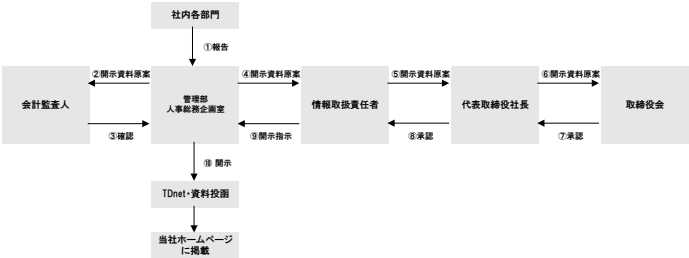 社内各部門
①報告
②開示資料原案
④開示資料原案
⑤開示資料原案
⑥開示資料原案
会計監査人
管理部
人事総務企画室
情報取扱責任者
代表取締役社長
取締役会
③確認
⑨開示指示
⑧承認
⑦承認
⑩ 開示
TDnet・資料投函
当社ホームページ
に掲載